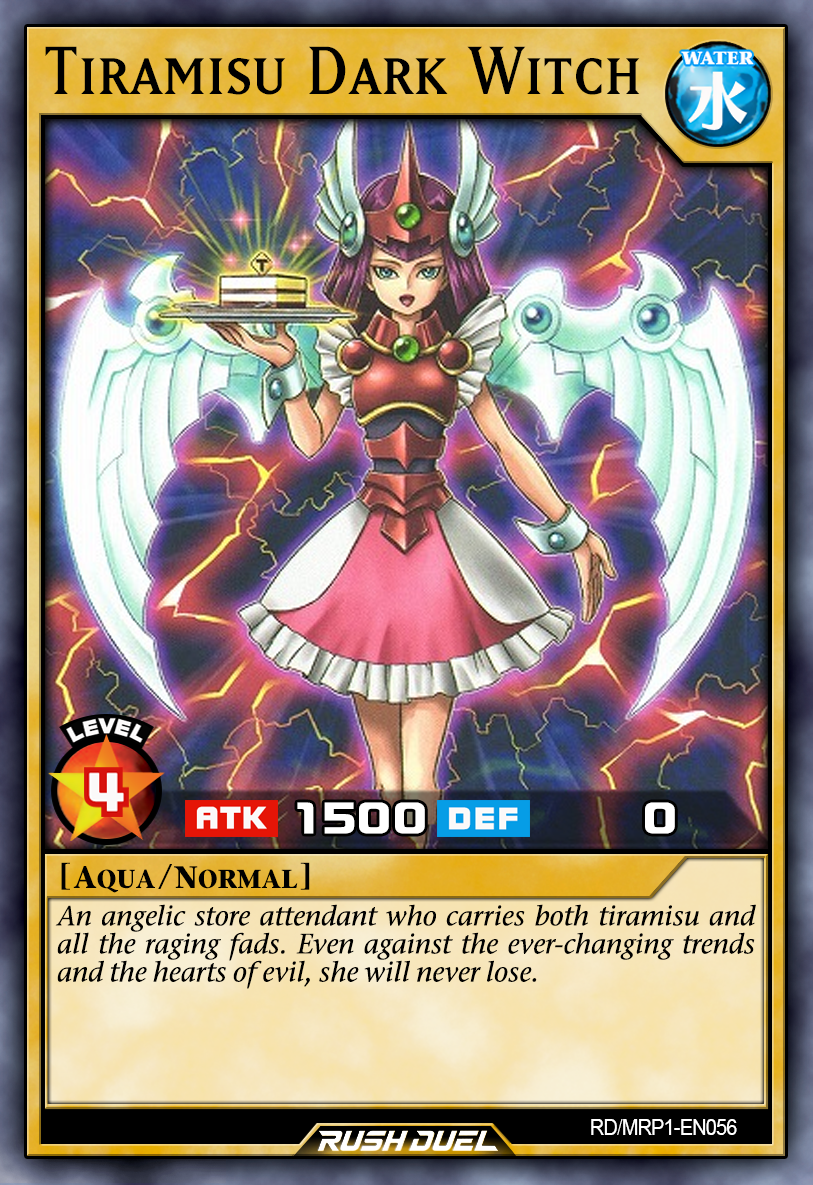 Tiramisu Dark Witch
WATER
水
T
LEVEL
4
ATK 1500 DEF 0
[Aqua/Normal]
An angelic store attendant who carries both tiramisu and
all the raging fads. Even against the ever-changing trends
and the hearts of evil, she will never lose.
RD/MRP1-EN056
RUSH DUEL